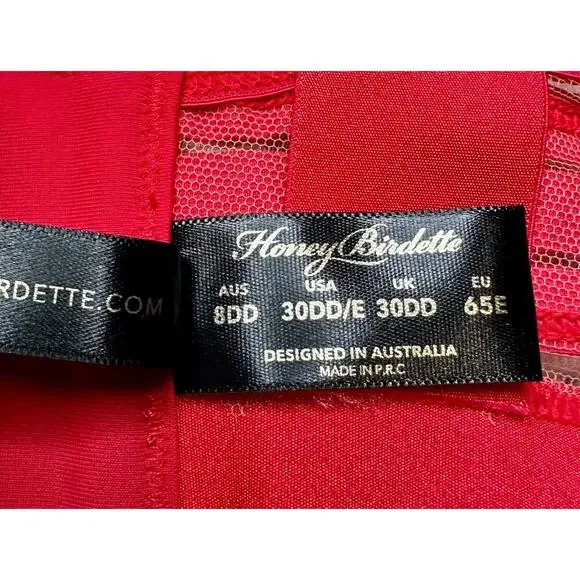 RDETTE.COM
Honey Birdette
AUS USA UK EU
8DD 30DD/E 30DD 65E
DESIGNED IN AUSTRALIA
MADE IN P.R.C